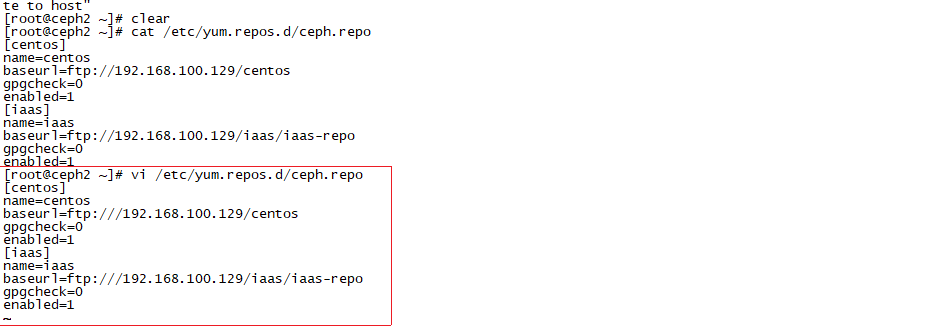 te to host"
[root@ceph2 ~]# clear
[root@ceph2 ~]# cat /etc/yum.repos.d/ceph.repo
[centos]
name=centos
baseurl=ftp://192.168.100.129/centos
gpgcheck=0
enabled=1
[iaas]
name=iaas
baseurl=ftp://192.168.100.129/iaas/iaas-repo
gpgcheck=0
enabled=1
[root@ceph2 ~]# vi /etc/yum.repos.d/ceph.repo
[centos]
name=centos
baseurl=ftp:///192.168.100.129/centos
gpgcheck=0
enabled=1
[iaas]
name=iaas
baseurl=ftp:///192.168.100.129/iaas/iaas-repo
gpgcheck=0
enabled=1
~